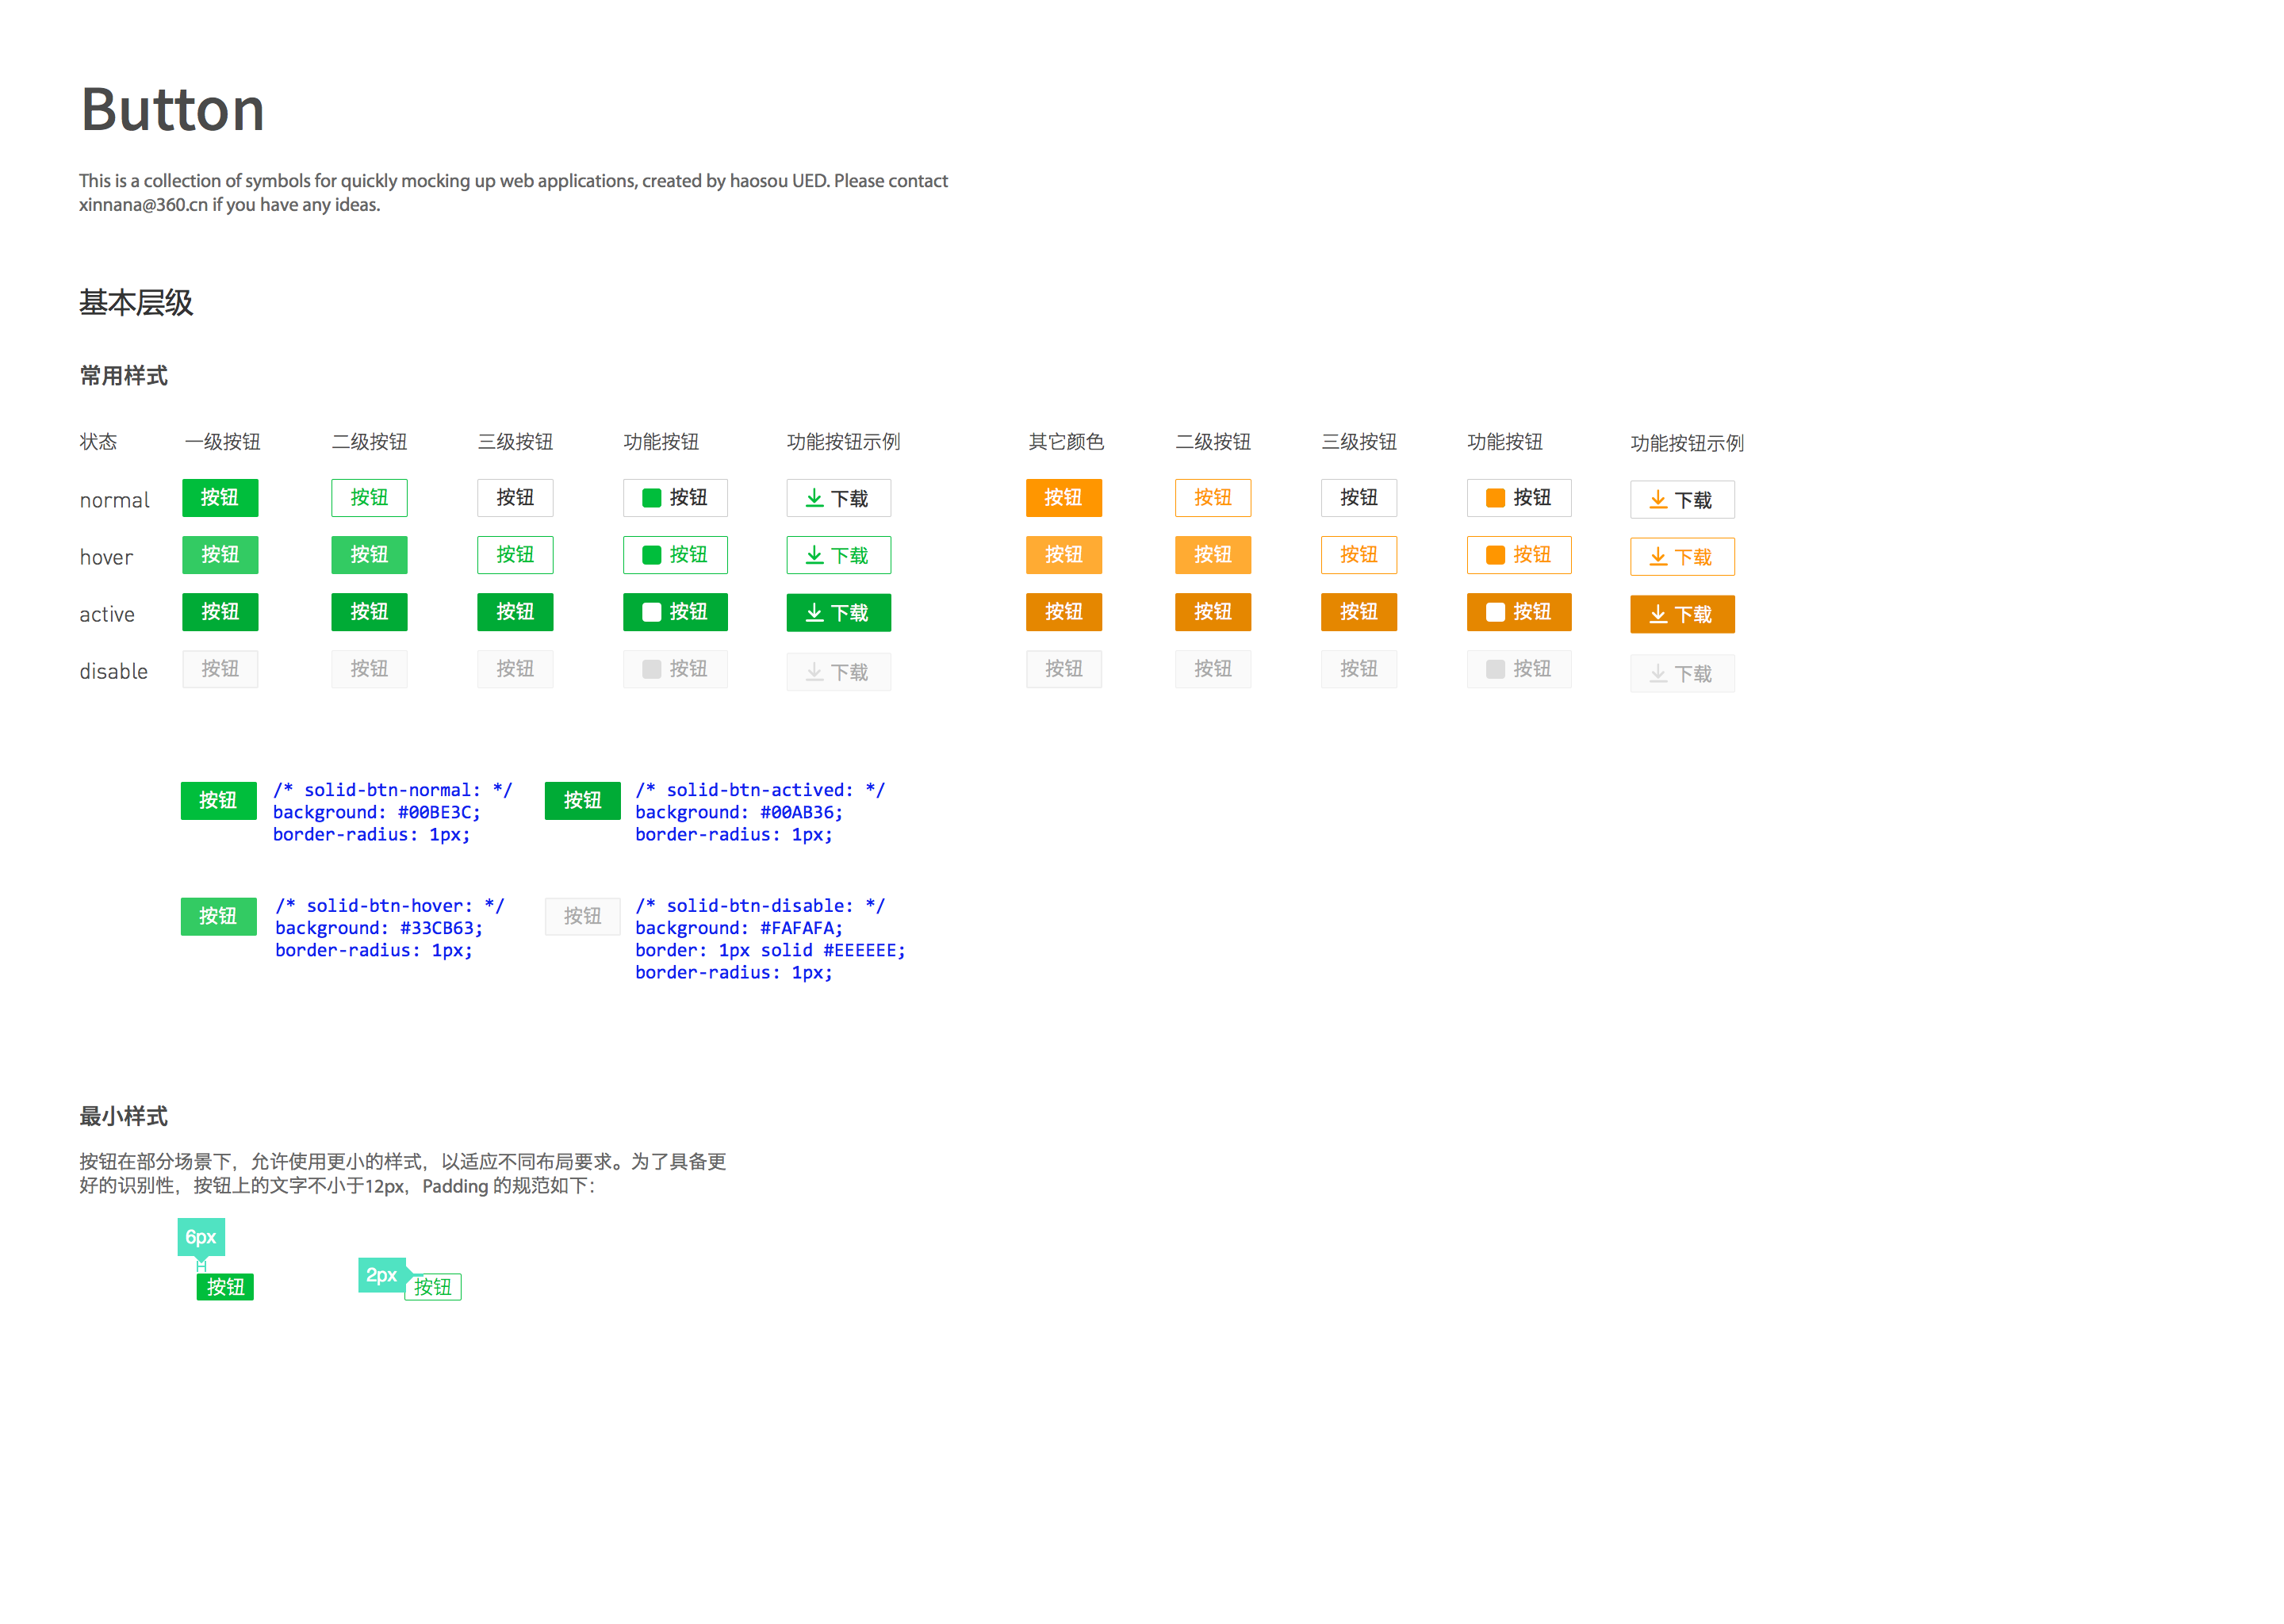 Button
This is a collection of symbols for quickly mocking up web applications, created by haosou UED. Please contact
xinnana@360.cn if you have any ideas.
基本层级
常用样式
状态 一级按钮 二级按钮 三级按钮 功能按钮 功能按钮示例 其它颜色 二级按钮 三级按钮 功能按钮 功能按钮示例
normal 按钮 按钮 按钮 按钮 下载 按钮 按钮 按钮 按钮 下载
hover 按钮 按钮 按钮 按钮 下载 按钮 按钮 按钮 按钮 下载
active 按钮 按钮 按钮 按钮 下载 按钮 按钮 按钮 按钮 下载
disable 按钮 按钮 按钮 按钮 下载 按钮 按钮 按钮 按钮 下载
按钮
/* solid-btn-normal: */
background: #00BE3C;
border-radius: 1px;
按钮
/* solid-btn-actived: */
background: #00AB36;
border-radius: 1px;
按钮
/* solid-btn-hover: */
background: #33CB63;
border-radius: 1px;
按钮
/* solid-btn-disable: */
background: #FAFAFA;
border: 1px solid #EEEEEE;
border-radius: 1px;
最小样式
按钮在部分场景下，允许使用更小的样式，以适应不同布局要求。为了具备更
好的识别性，按钮上的文字不小于12px，Padding 的规范如下：
6px
按钮
2px
按钮